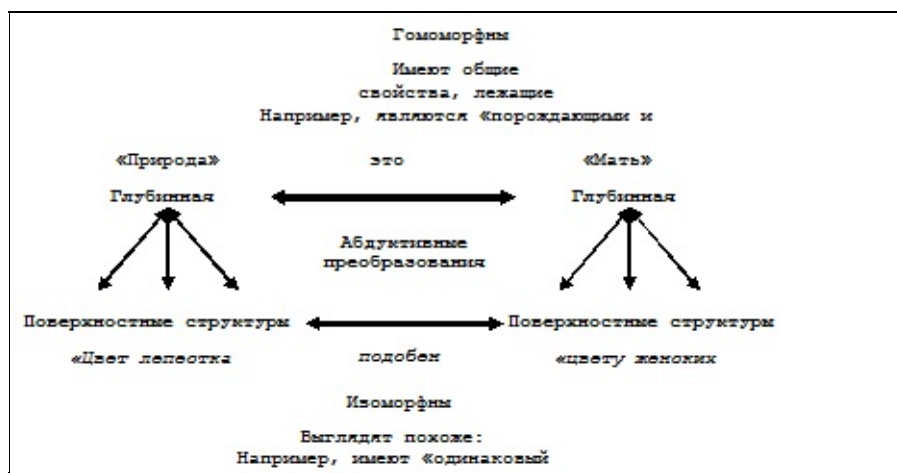 Гомоморфны
Имеют общие
свойства, лежащие
Например, являются «порождающими и
«Природа» это «Мать»
Глубинная Глубинная
Абдуктивные
преобразования
Поверхностные структуры Поверхностные структуры
«Цвет лепестка подобен «цвету женских
Изоморфны
Выглядят похоже:
Например, имеют «одинаковый